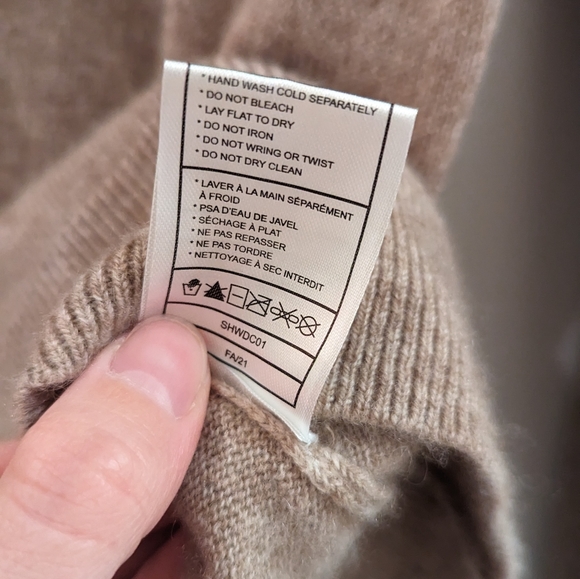 * HAND WASH COLD SEPARATELY
* DO NOT BLEACH
* LAY FLAT TO DRY
* DO NOT IRON
* DO NOT WRING OR TWIST
* DO NOT DRY CLEAN
* LAVER À LA MAIN SÉPARÉMENT
À FROID
* PSA D'EAU DE JAVEL
* SÉCHAGE À PLAT
* NE PAS REPASSER
* NE PAS TORDRE
* NETTOYAGE À SEC INTERDIT
SHWDC01
FA/21